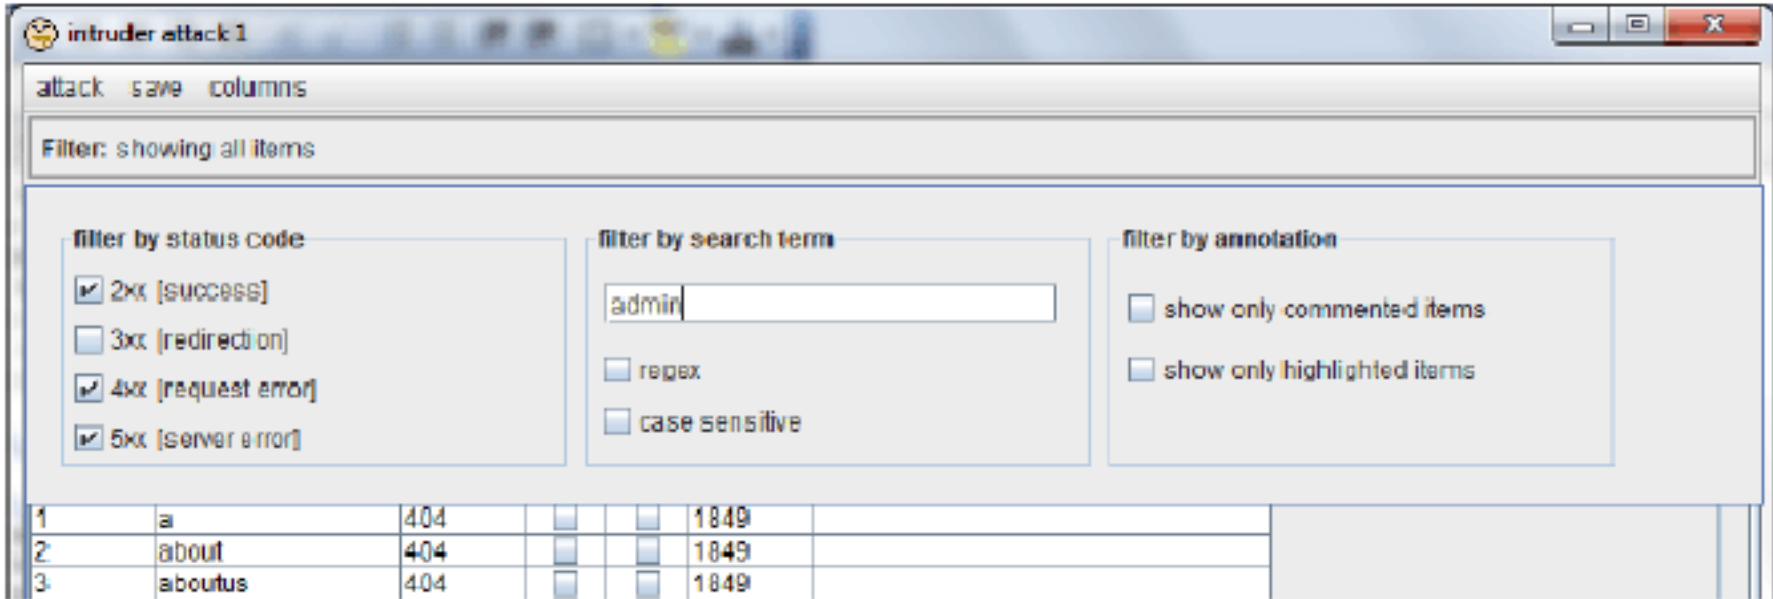 intruder attack 1
attack save columns
Filter: showing all items
filter by status code
2xx [success]
3xx [redirection]
4xx [request error]
5xx [server error]
filter by search term
admin
regex
case sensitive
filter by annotation
show only commented items
show only highlighted items
1 a 404 1849
2 about 404 1849
3 aboutus 404 1849